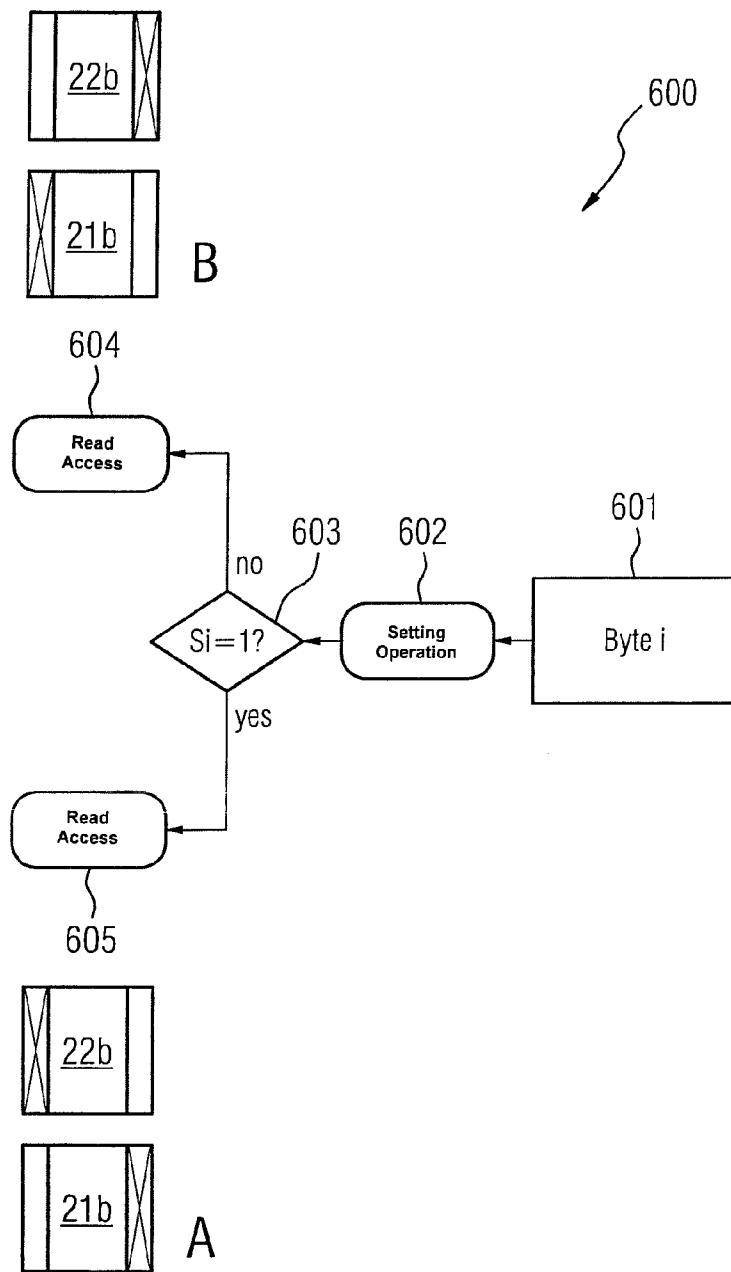 22b
600
21b
B
604
Read
Access
603
602
601
no
Si=1?
Setting
Operation
Byte i
yes
Read
Access
605
22b
21b
A